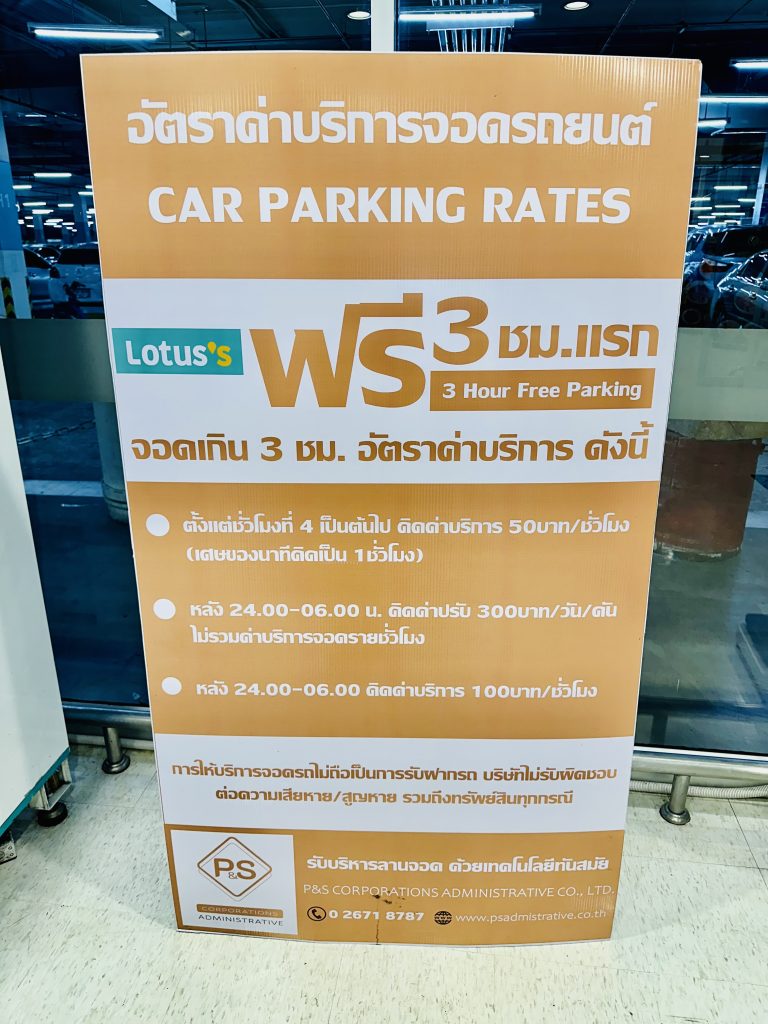 อัตราค่าบริการจอดรถยนต์
CAR PARKING RATES
Lotus's
ฟรี 3 ชม.แรก
3 Hour Free Parking
จอดเกิน 3 ชม. อัตราค่าบริการ ดังนี้
ตั้งแต่ชั่วโมงที่ 4 เป็นต้นไป คิดค่าบริการ 50บาท/ชั่วโมง
(เศษของนาทีคิดเป็น 1ชั่วโมง)
หลัง 24.00-06.00 น. คิดค่าปรับ 300บาท/วัน/คัน
ไม่รวมค่าบริการจอดรายชั่วโมง
หลัง 24.00-06.00 คิดค่าบริการ 100บาท/ชั่วโมง
การให้บริการจอดรถไม่ถือเป็นการรับฝากรถ บริษัทไม่รับผิดชอบ
ต่อความเสียหาย/สูญหาย รวมถึงทรัพย์สินทุกกรณี
P&S
CORPORATIONS
ADMINISTRATIVE
รับบริหารลานจอด ด้วยเทคโนโลยีทันสมัย
P&S CORPORATIONS ADMINISTRATIVE CO., LTD.
0 2671 8787 www.psadmistrative.co.th